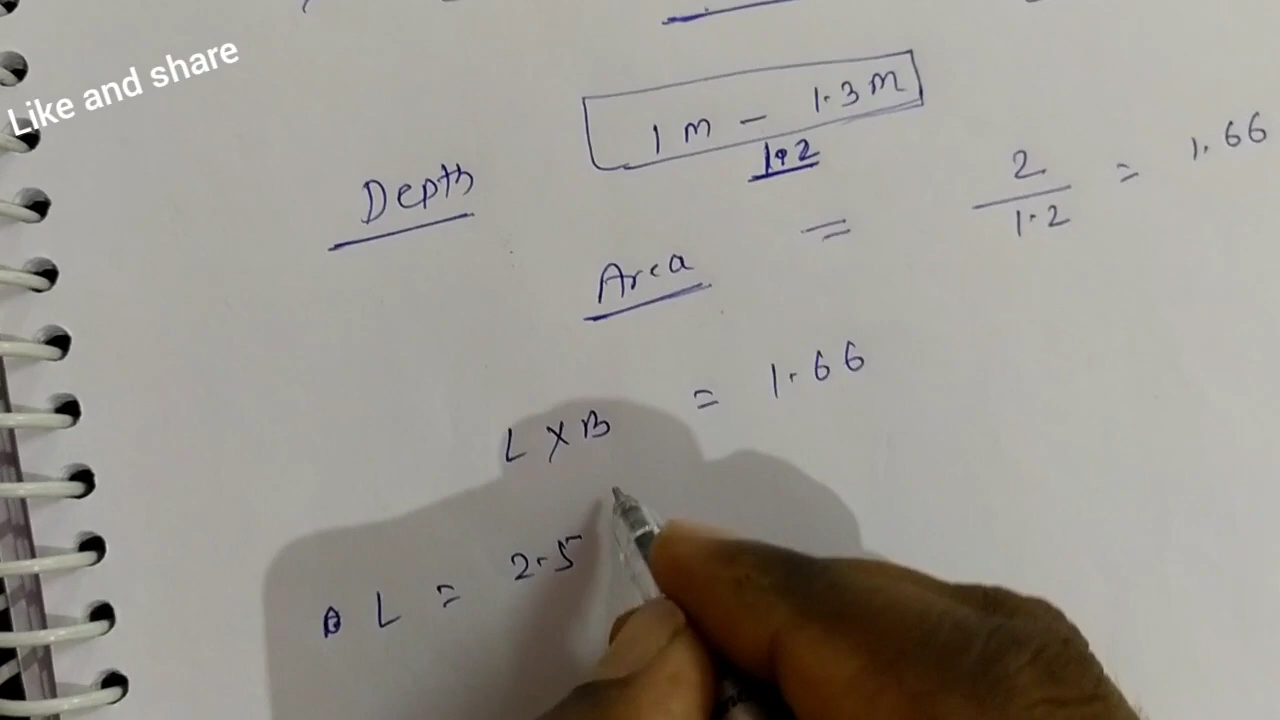 Like and share
1 m - 1.3 m
1.2
Depth
Area = 2 / 1.2 = 1.66
L X B = 1.66
L = 2.5